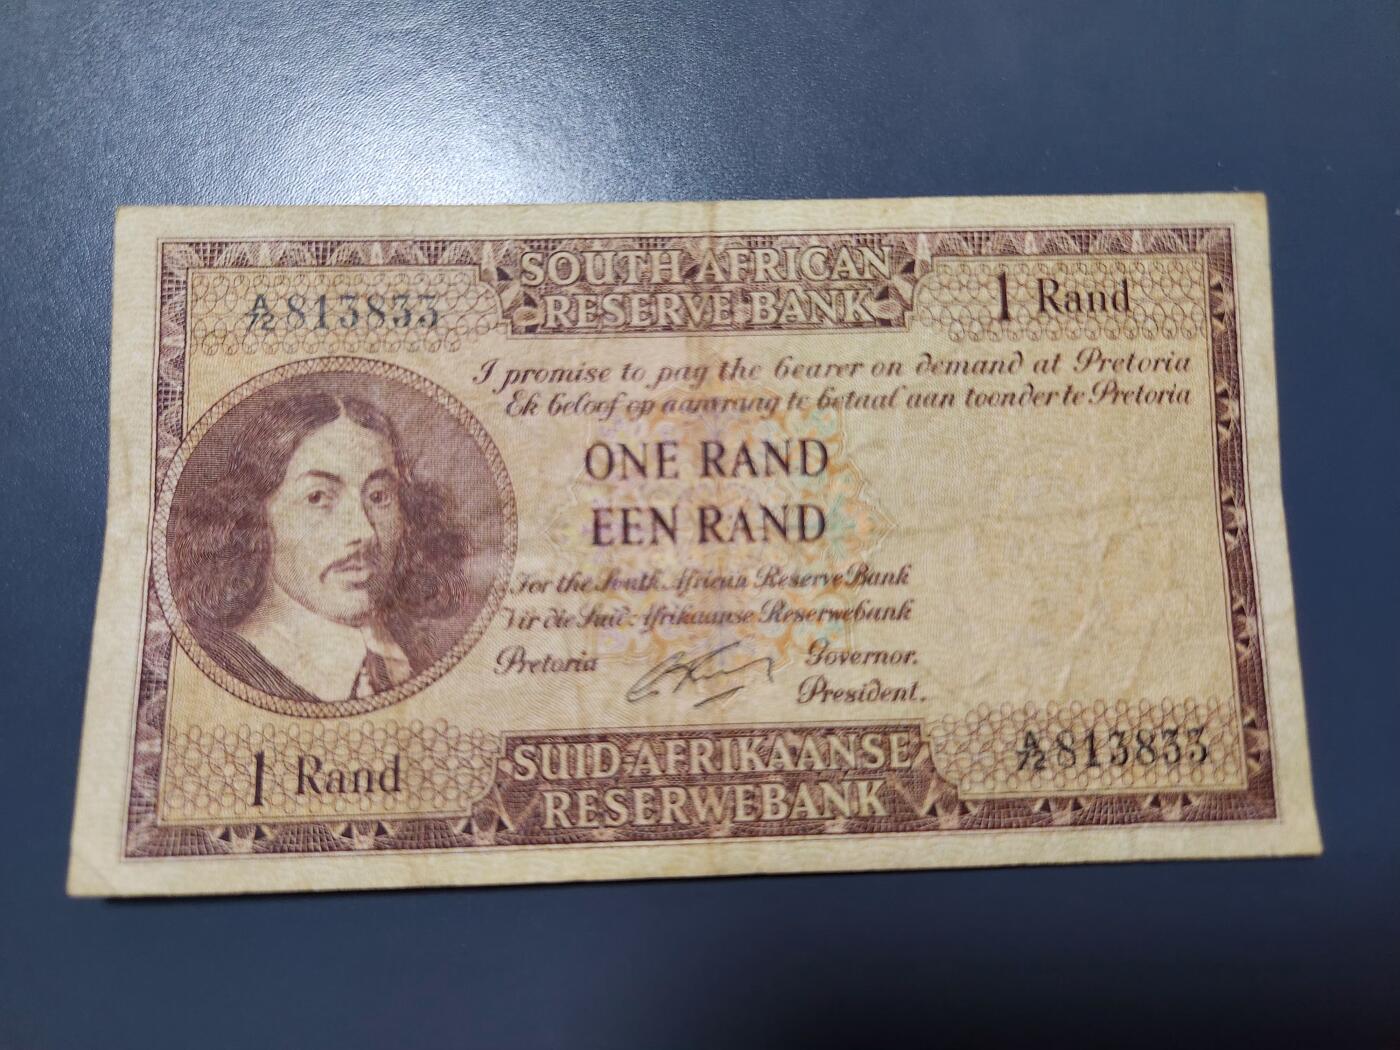 SOUTH AFRICAN
RESERVE BANK
A/72 813833
1 Rand
I promise to pay the bearer on demand at Pretoria
Ek beloof op aanvraag te betaal aan toonder te Pretoria
ONE RAND
EEN RAND
For the South African Reserve Bank
Vir die Suid-Afrikaanse Reserwebank
Pretoria
Governor.
President.
1 Rand
SUID-AFRIKAANSE
RESERWEBANK
A/72 813833